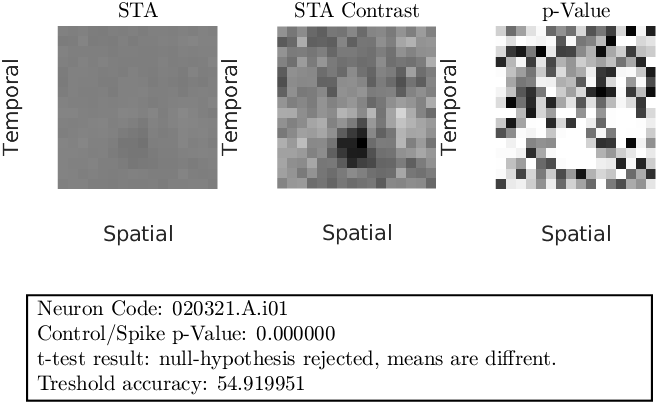 STA
STA Contrast
p-Value
Temporal
Temporal
Temporal
Spatial
Spatial
Spatial
Neuron Code: 020321.A.i01
Control/Spike p-Value: 0.000000
t-test result: null-hypothesis rejected, means are diffrent.
Treshold accuracy: 54.919951